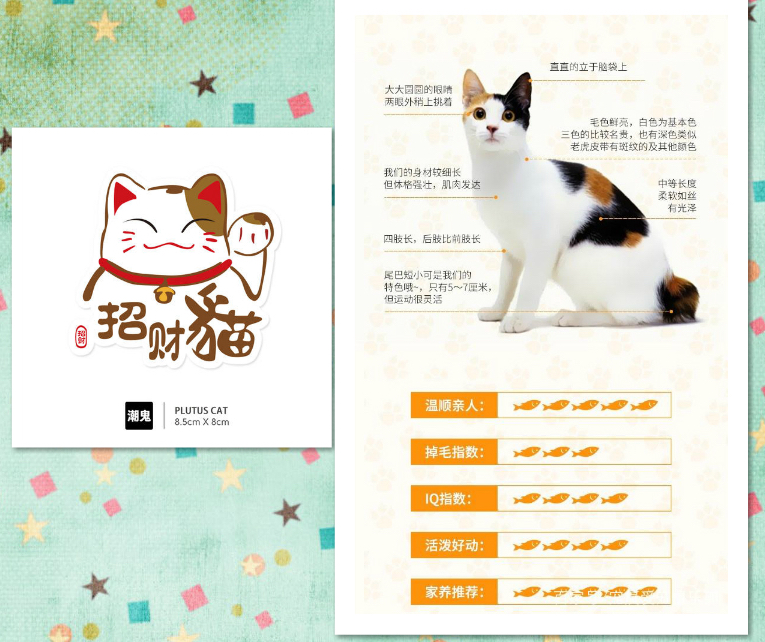 招财猫
招财
潮鬼
PLUTUS CAT
8.5cm X 8cm
直直的立于脑袋上
大大圆圆的眼睛
两眼外稍上挑着
毛色鲜亮，白色为基本色
三色的比较名贵，也有深色类似
老虎皮带有斑纹的及其他颜色
我们的身材较细长
但体格强壮，肌肉发达
中等长度
柔软如丝
有光泽
四肢长，后肢比前肢长
尾巴短小可是我们的
特色哦~，只有5～7厘米，
但运动很灵活
温顺亲人：
掉毛指数：
IQ指数：
活泼好动：
家养推荐：